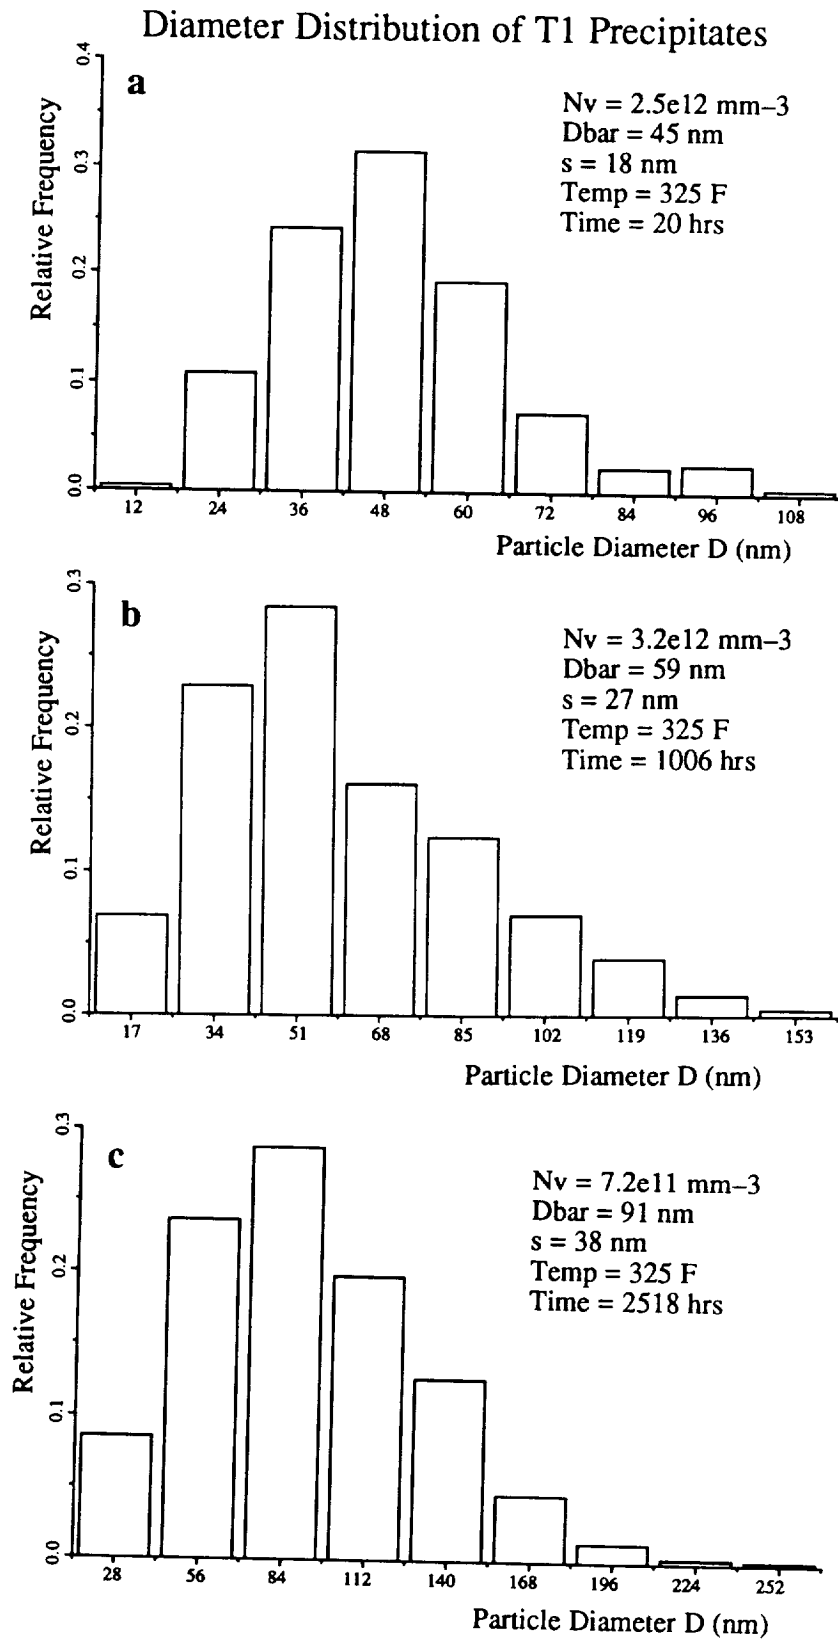 Diameter Distribution of T1 Precipitates
a
Nv = 2.5e12 mm–3
Dbar = 45 nm
s = 18 nm
Temp = 325 F
Time = 20 hrs
Relative Frequency
0.4
0.3
0.2
0.1
0.0
12 24 36 48 60 72 84 96 108
Particle Diameter D (nm)
b
Nv = 3.2e12 mm–3
Dbar = 59 nm
s = 27 nm
Temp = 325 F
Time = 1006 hrs
Relative Frequency
0.3
0.2
0.1
0.0
17 34 51 68 85 102 119 136 153
Particle Diameter D (nm)
c
Nv = 7.2e11 mm–3
Dbar = 91 nm
s = 38 nm
Temp = 325 F
Time = 2518 hrs
Relative Frequency
0.3
0.2
0.1
0.0
28 56 84 112 140 168 196 224 252
Particle Diameter D (nm)